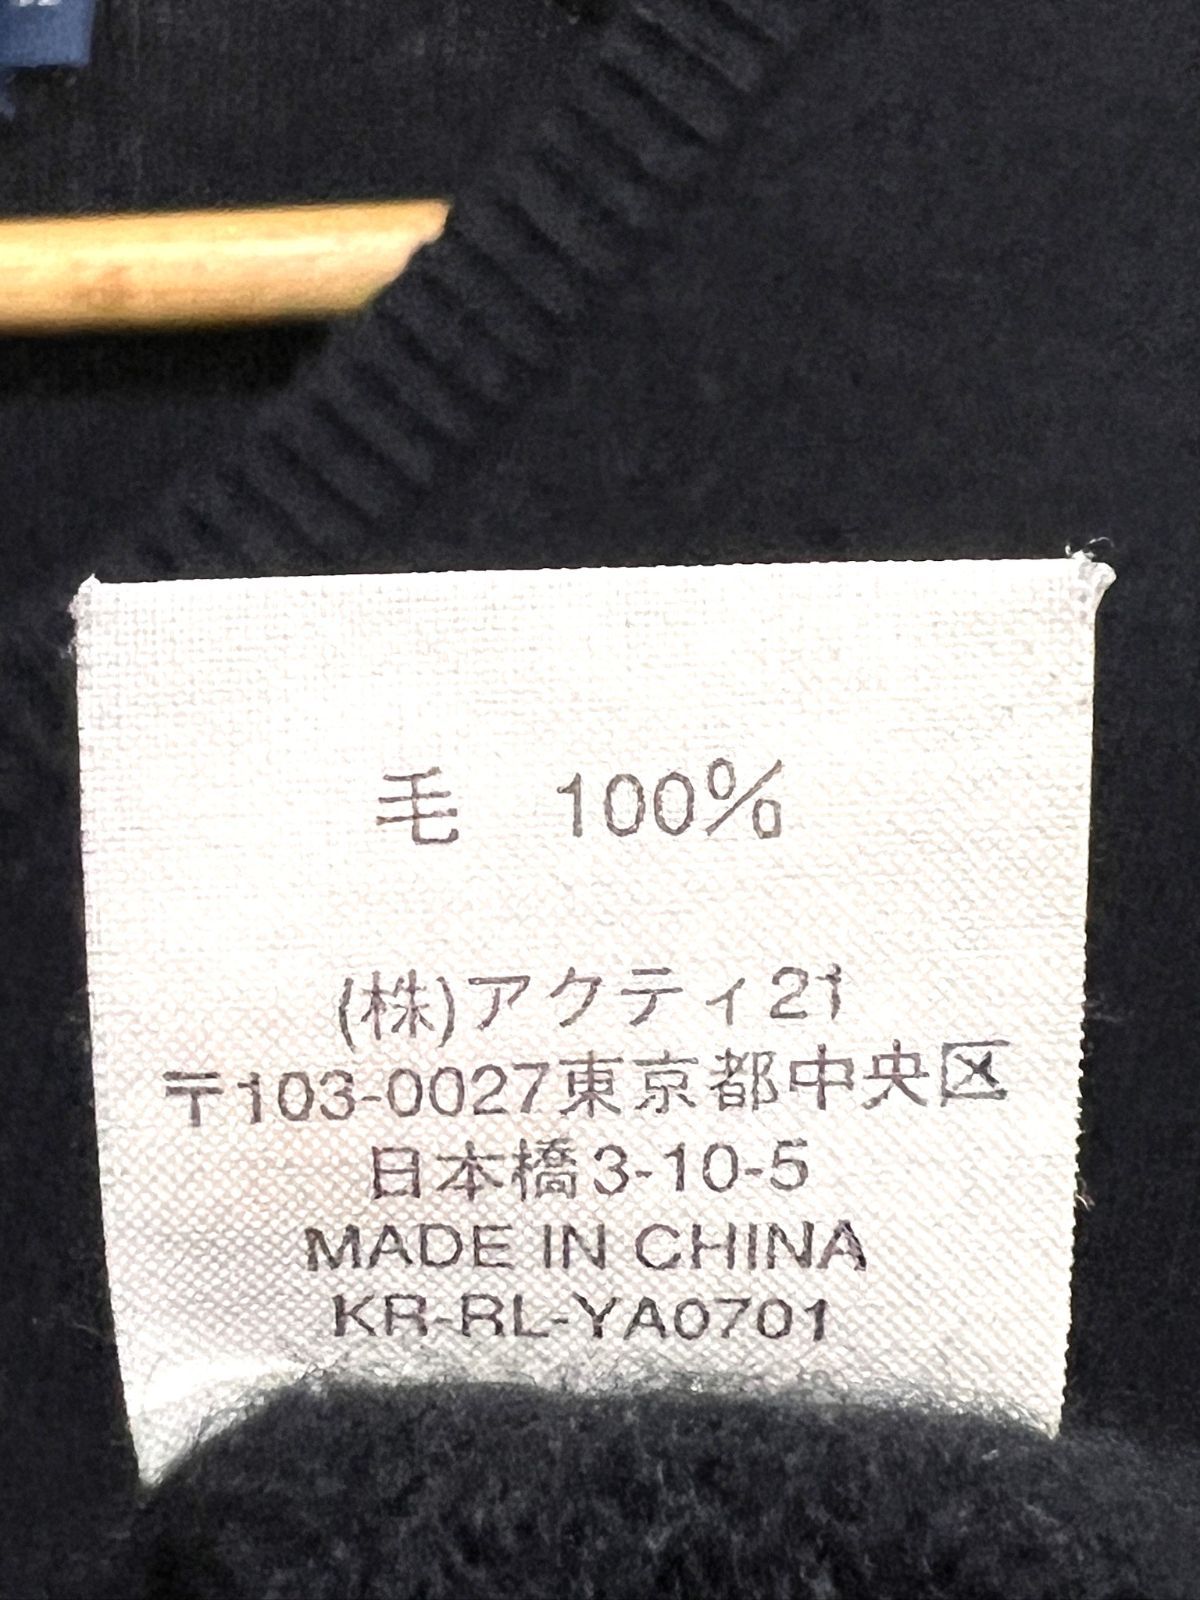 毛 100%
(株)アクティ21
〒103-0027東京都中央区
日本橋3-10-5
MADE IN CHINA
KR-RL-YA0701